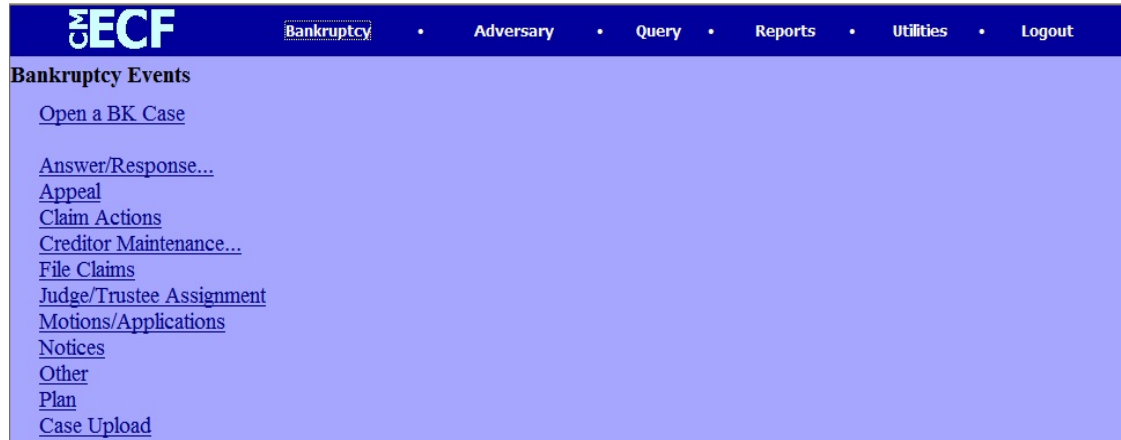 CM ECF Bankruptcy • Adversary • Query • Reports • Utilities • Logout
Bankruptcy Events
Open a BK Case
Answer/Response...
Appeal
Claim Actions
Creditor Maintenance...
File Claims
Judge/Trustee Assignment
Motions/Applications
Notices
Other
Plan
Case Upload